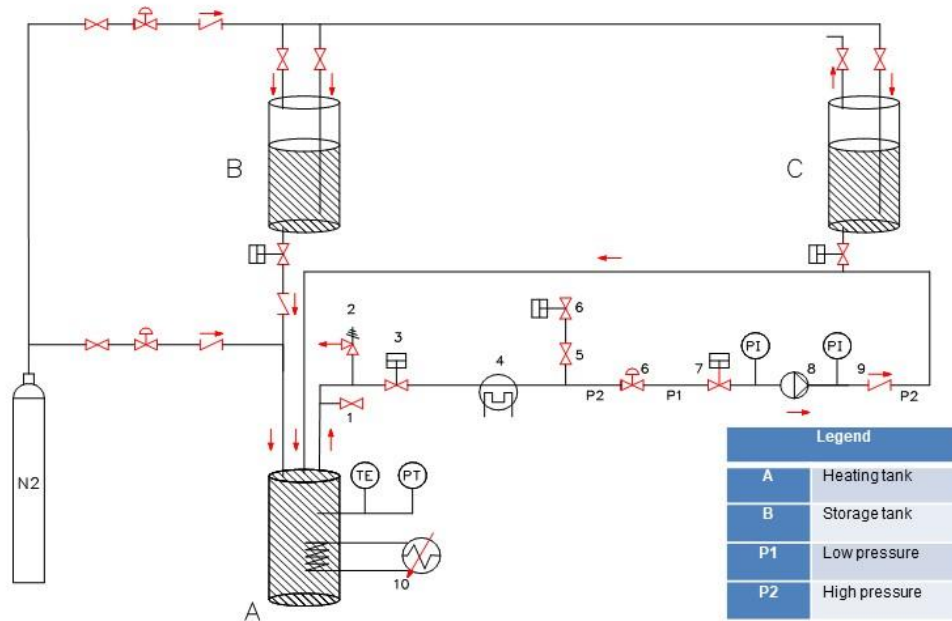 B
C
2
3
4
6
5
6
7
PI
PI
8
9
P2
P1
P2
1
N2
TE
PT
10
A
Legend
A Heating tank
B Storage tank
P1 Low pressure
P2 High pressure